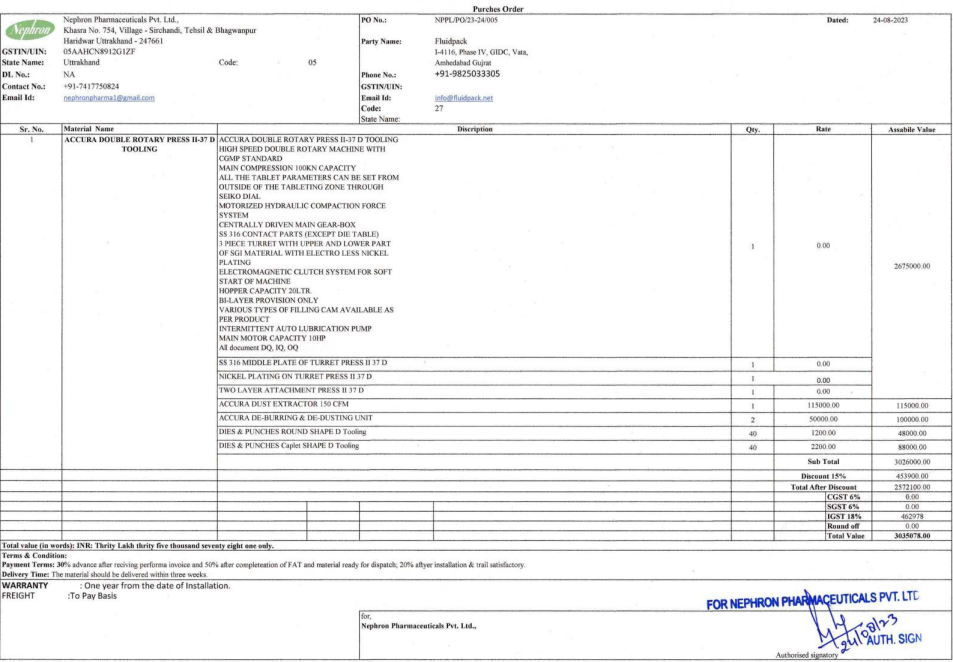 Purches Order
Nephron
Nephron Pharmaceuticals Pvt. Ltd.,
Khasra No. 754, Village - Sirchandi, Tehsil & Bhagwanpur
Haridwar Uttrakhand - 247661
GSTIN/UIN: 05AAHCN8912G1ZF
State Name: Uttrakhand Code: 05
DL No.: NA
Contact No.: +91-7417750824
Email Id: nephronpharma1@gmail.com
PO No.: NPPL/PO/23-24/005 Dated: 24-08-2023
Party Name: Fluidpack
I-4116, Phase IV, GIDC, Vata,
Amhedabad Gujrat
Phone No.: +91-9825033305
GSTIN/UIN:
Email Id: info@fluidpack.net
Code: 27
State Name:
Sr. No. Material Name Discription Qty. Rate Assabile Value
1 ACCURA DOUBLE ROTARY PRESS II-37 D TOOLING
ACCURA DOUBLE ROTARY PRESS II-37 D TOOLING
HIGH SPEED DOUBLE ROTARY MACHINE WITH
CGMP STANDARD
MAIN COMPRESSION 100KN CAPACITY
ALL THE TABLET PARAMETERS CAN BE SET FROM
OUTSIDE OF THE TABLETING ZONE THROUGH
SEIKO DIAL
MOTORIZED HYDRAULIC COMPACTION FORCE
SYSTEM
CENTRALLY DRIVEN MAIN GEAR-BOX
SS 316 CONTACT PARTS (EXCEPT DIE TABLE)
3 PIECE TURRET WITH UPPER AND LOWER PART
OF SGI MATERIAL WITH ELECTRO LESS NICKEL
PLATING
ELECTROMAGNETIC CLUTCH SYSTEM FOR SOFT
START OF MACHINE
HOPPER CAPACITY 20LTR.
BI-LAYER PROVISION ONLY
VARIOUS TYPES OF FILLING CAM AVAILABLE AS
PER PRODUCT
INTERMITTENT AUTO LUBRICATION PUMP
MAIN MOTOR CAPACITY 10HP
All document DQ, IQ, OQ
1 0.00 2675000.00
SS 316 MIDDLE PLATE OF TURRET PRESS II 37 D 1 0.00
NICKEL PLATING ON TURRET PRESS II 37 D 1 0.00
TWO LAYER ATTACHMENT PRESS II 37 D 1 0.00
ACCURA DUST EXTRACTOR 150 CFM 1 115000.00 115000.00
ACCURA DE-BURRING & DE-DUSTING UNIT 2 50000.00 100000.00
DIES & PUNCHES ROUND SHAPE D Tooling 40 1200.00 48000.00
DIES & PUNCHES Caplet SHAPE D Tooling 40 2200.00 88000.00
Sub Total 3026000.00
Discount 15% 453900.00
Total After Discount 2572100.00
CGST 6% 0.00
SGST 6% 0.00
IGST 18% 462978
Round off 0.00
Total Value 3035078.00
Total value (in words): INR: Thrity Lakh thrity five thousand seventy eight one only.
Terms & Condition:
Payment Terms: 30% advance after reciving performa invoice and 50% after completeation of FAT and material ready for dispatch; 20% aftyer installation & trail satisfactory.
Delivery Time: The material should be delivered within three weeks.
WARRANTY : One year from the date of Installation.
FREIGHT :To Pay Basis
for,
Nephron Pharmaceuticals Pvt. Ltd.,
FOR NEPHRON PHARMACEUTICALS PVT. LTD
24/08/23
AUTH. SIGN
Authorised signatory